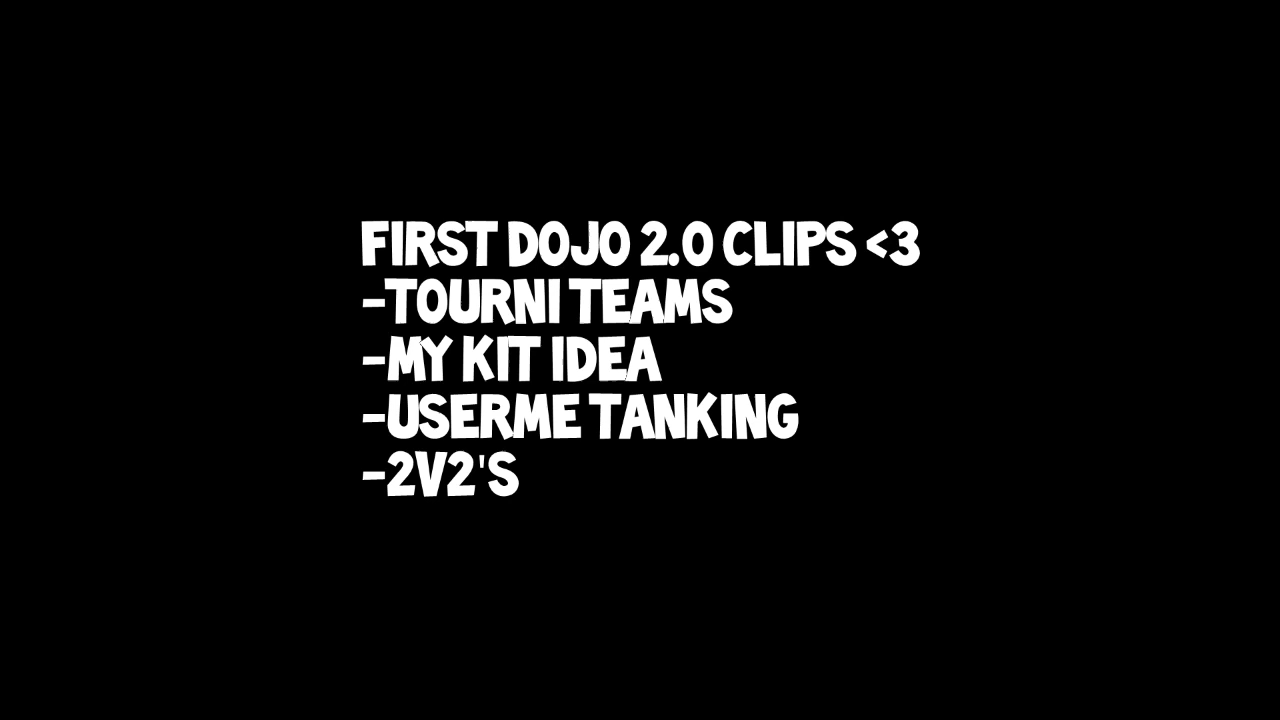 FIRST DOJO 2.0 CLIPS <3
-TOURNI TEAMS
-MY KIT IDEA
-USERME TANKING
-2V2'S